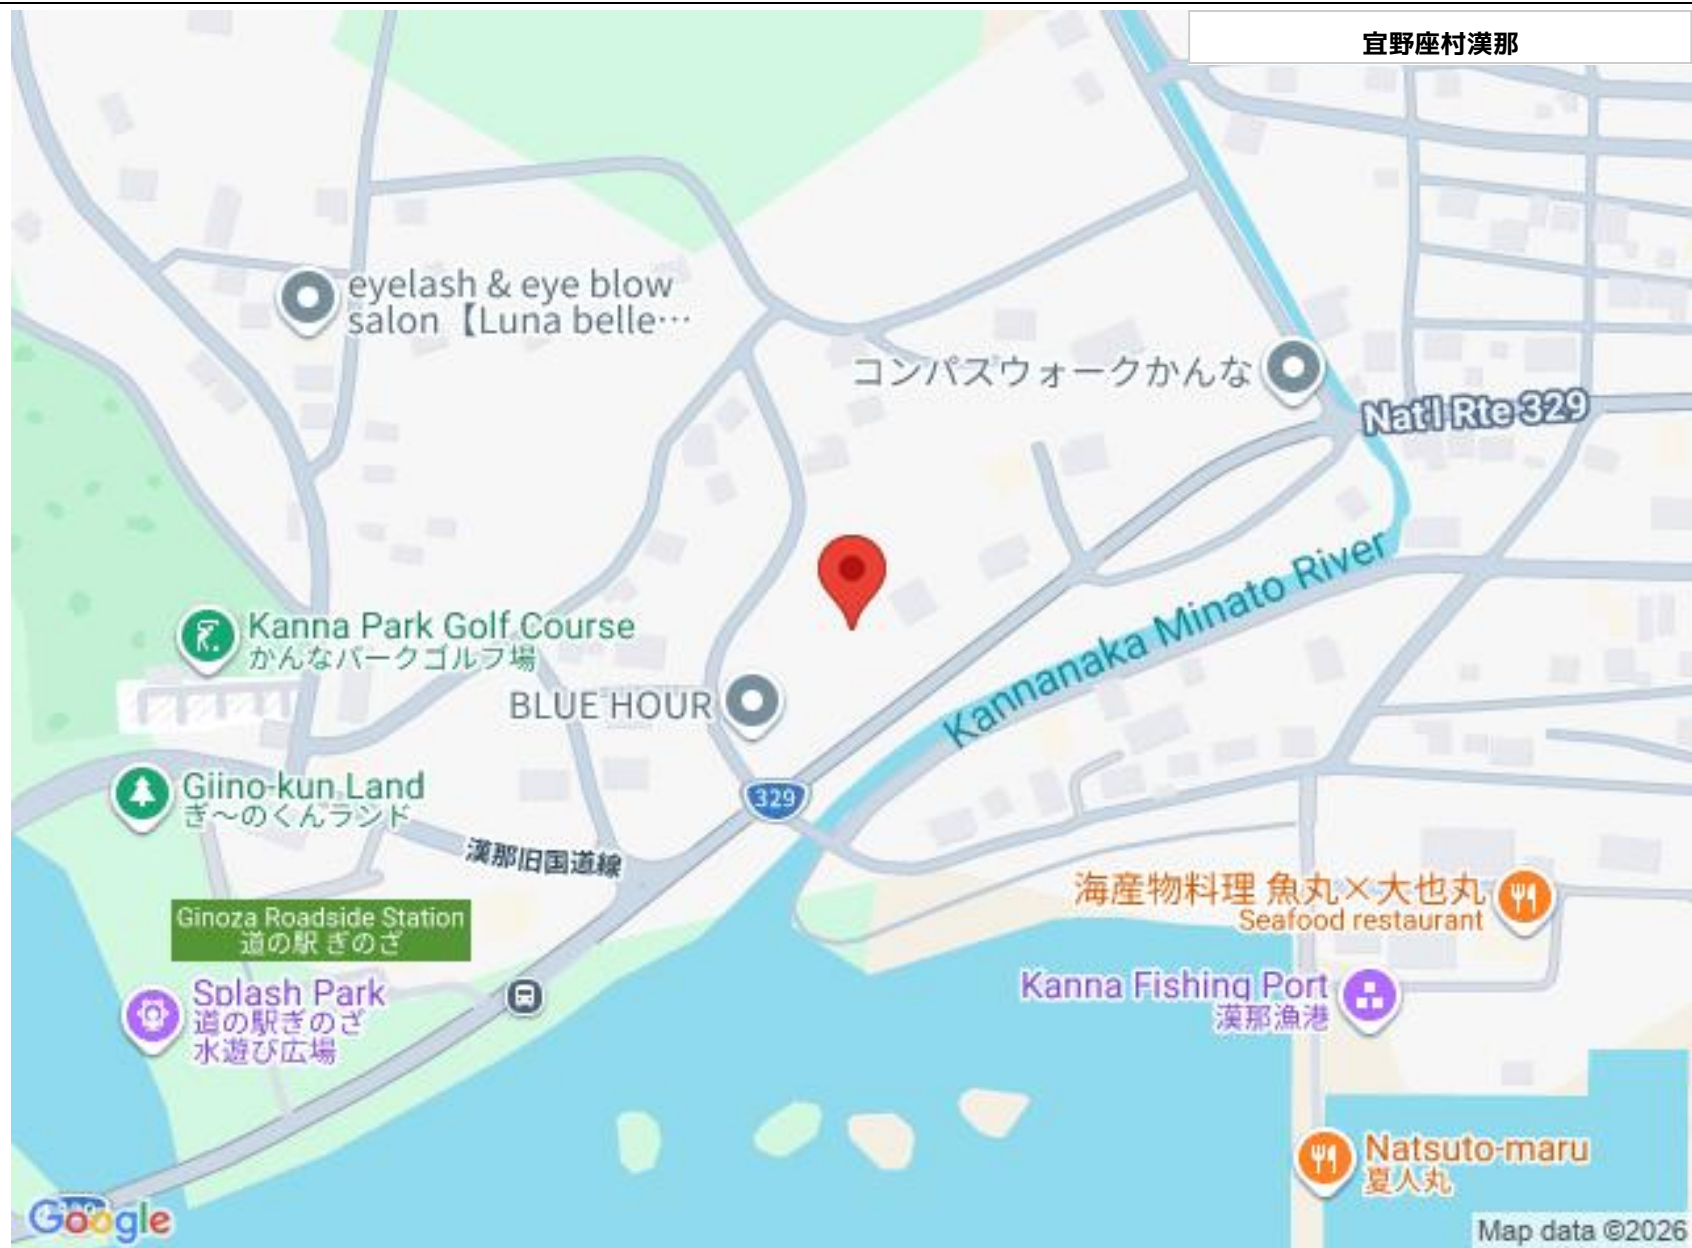 宜野座村漢那
eyelash & eye blow
salon【Luna belle…
コンパスウォークかんな
Nat'l Rte 329
Kannanaka Minato River
Kanna Park Golf Course
かんなパークゴルフ場
BLUE HOUR
Giino-kun Land
ぎ～のくんランド
329
漢那旧国道線
海産物料理 魚丸×大也丸
Seafood restaurant
Ginoza Roadside Station
道の駅 ぎのざ
Splash Park
道の駅ぎのざ
水遊び広場
Kanna Fishing Port
漢那漁港
Natsuto-maru
夏人丸
Google
Map data ©2026